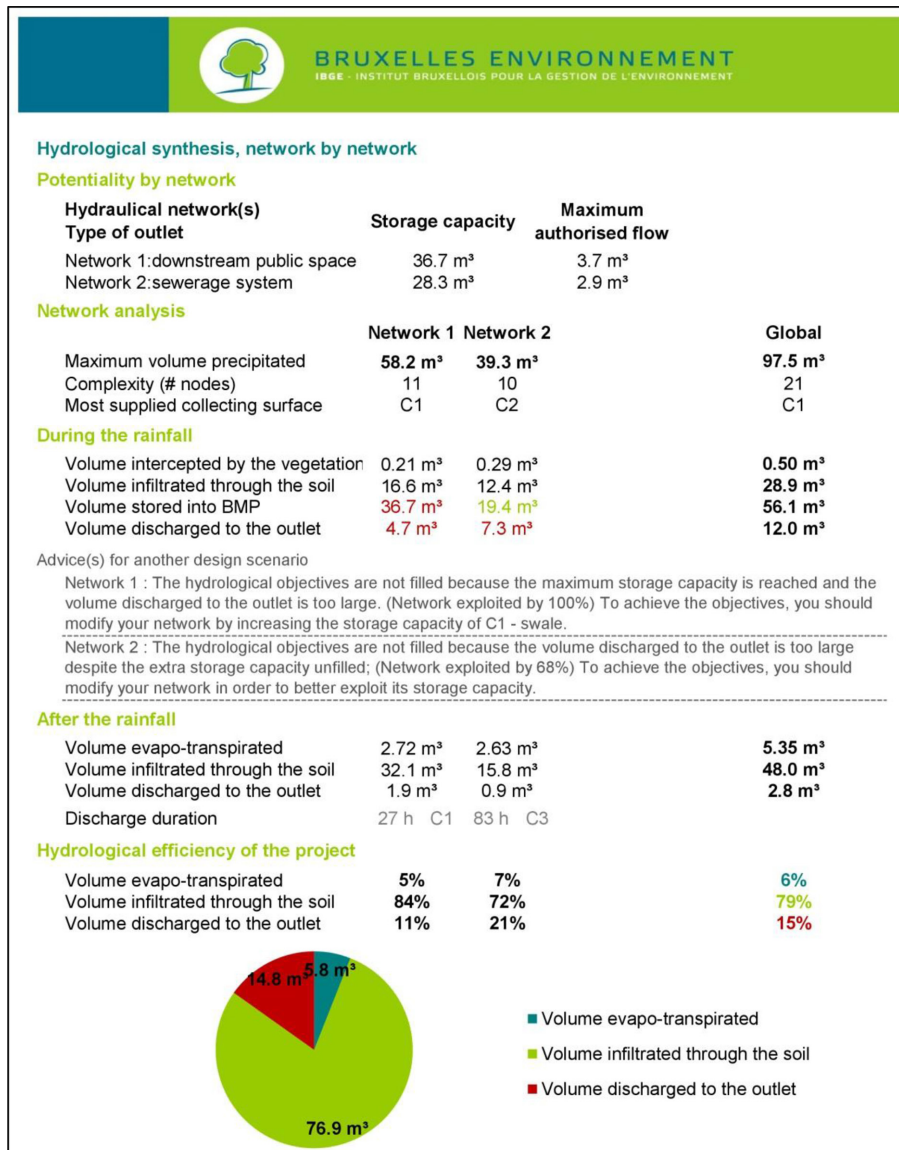 BRUXELLES ENVIRONNEMENT
IBGE - INSTITUT BRUXELLOIS POUR LA GESTION DE L'ENVIRONNEMENT
Hydrological synthesis, network by network
Potentiality by network
Hydraulical network(s)
Type of outlet
Storage capacity
Maximum
authorised flow
Network 1:downstream public space 36.7 m³ 3.7 m³
Network 2:sewerage system 28.3 m³ 2.9 m³
Network analysis
Network 1 Network 2 Global
Maximum volume precipitated 58.2 m³ 39.3 m³ 97.5 m³
Complexity (# nodes) 11 10 21
Most supplied collecting surface C1 C2 C1
During the rainfall
Volume intercepted by the vegetation 0.21 m³ 0.29 m³ 0.50 m³
Volume infiltrated through the soil 16.6 m³ 12.4 m³ 28.9 m³
Volume stored into BMP 36.7 m³ 19.4 m³ 56.1 m³
Volume discharged to the outlet 4.7 m³ 7.3 m³ 12.0 m³
Advice(s) for another design scenario
Network 1 : The hydrological objectives are not filled because the maximum storage capacity is reached and the
volume discharged to the outlet is too large. (Network exploited by 100%) To achieve the objectives, you should
modify your network by increasing the storage capacity of C1 - swale.
Network 2 : The hydrological objectives are not filled because the volume discharged to the outlet is too large
despite the extra storage capacity unfilled; (Network exploited by 68%) To achieve the objectives, you should
modify your network in order to better exploit its storage capacity.
After the rainfall
Volume evapo-transpirated 2.72 m³ 2.63 m³ 5.35 m³
Volume infiltrated through the soil 32.1 m³ 15.8 m³ 48.0 m³
Volume discharged to the outlet 1.9 m³ 0.9 m³ 2.8 m³
Discharge duration 27 h C1 83 h C3
Hydrological efficiency of the project
Volume evapo-transpirated 5% 7% 6%
Volume infiltrated through the soil 84% 72% 79%
Volume discharged to the outlet 11% 21% 15%
14.8 m³ 5.8 m³
Volume evapo-transpirated
Volume infiltrated through the soil
Volume discharged to the outlet
76.9 m³